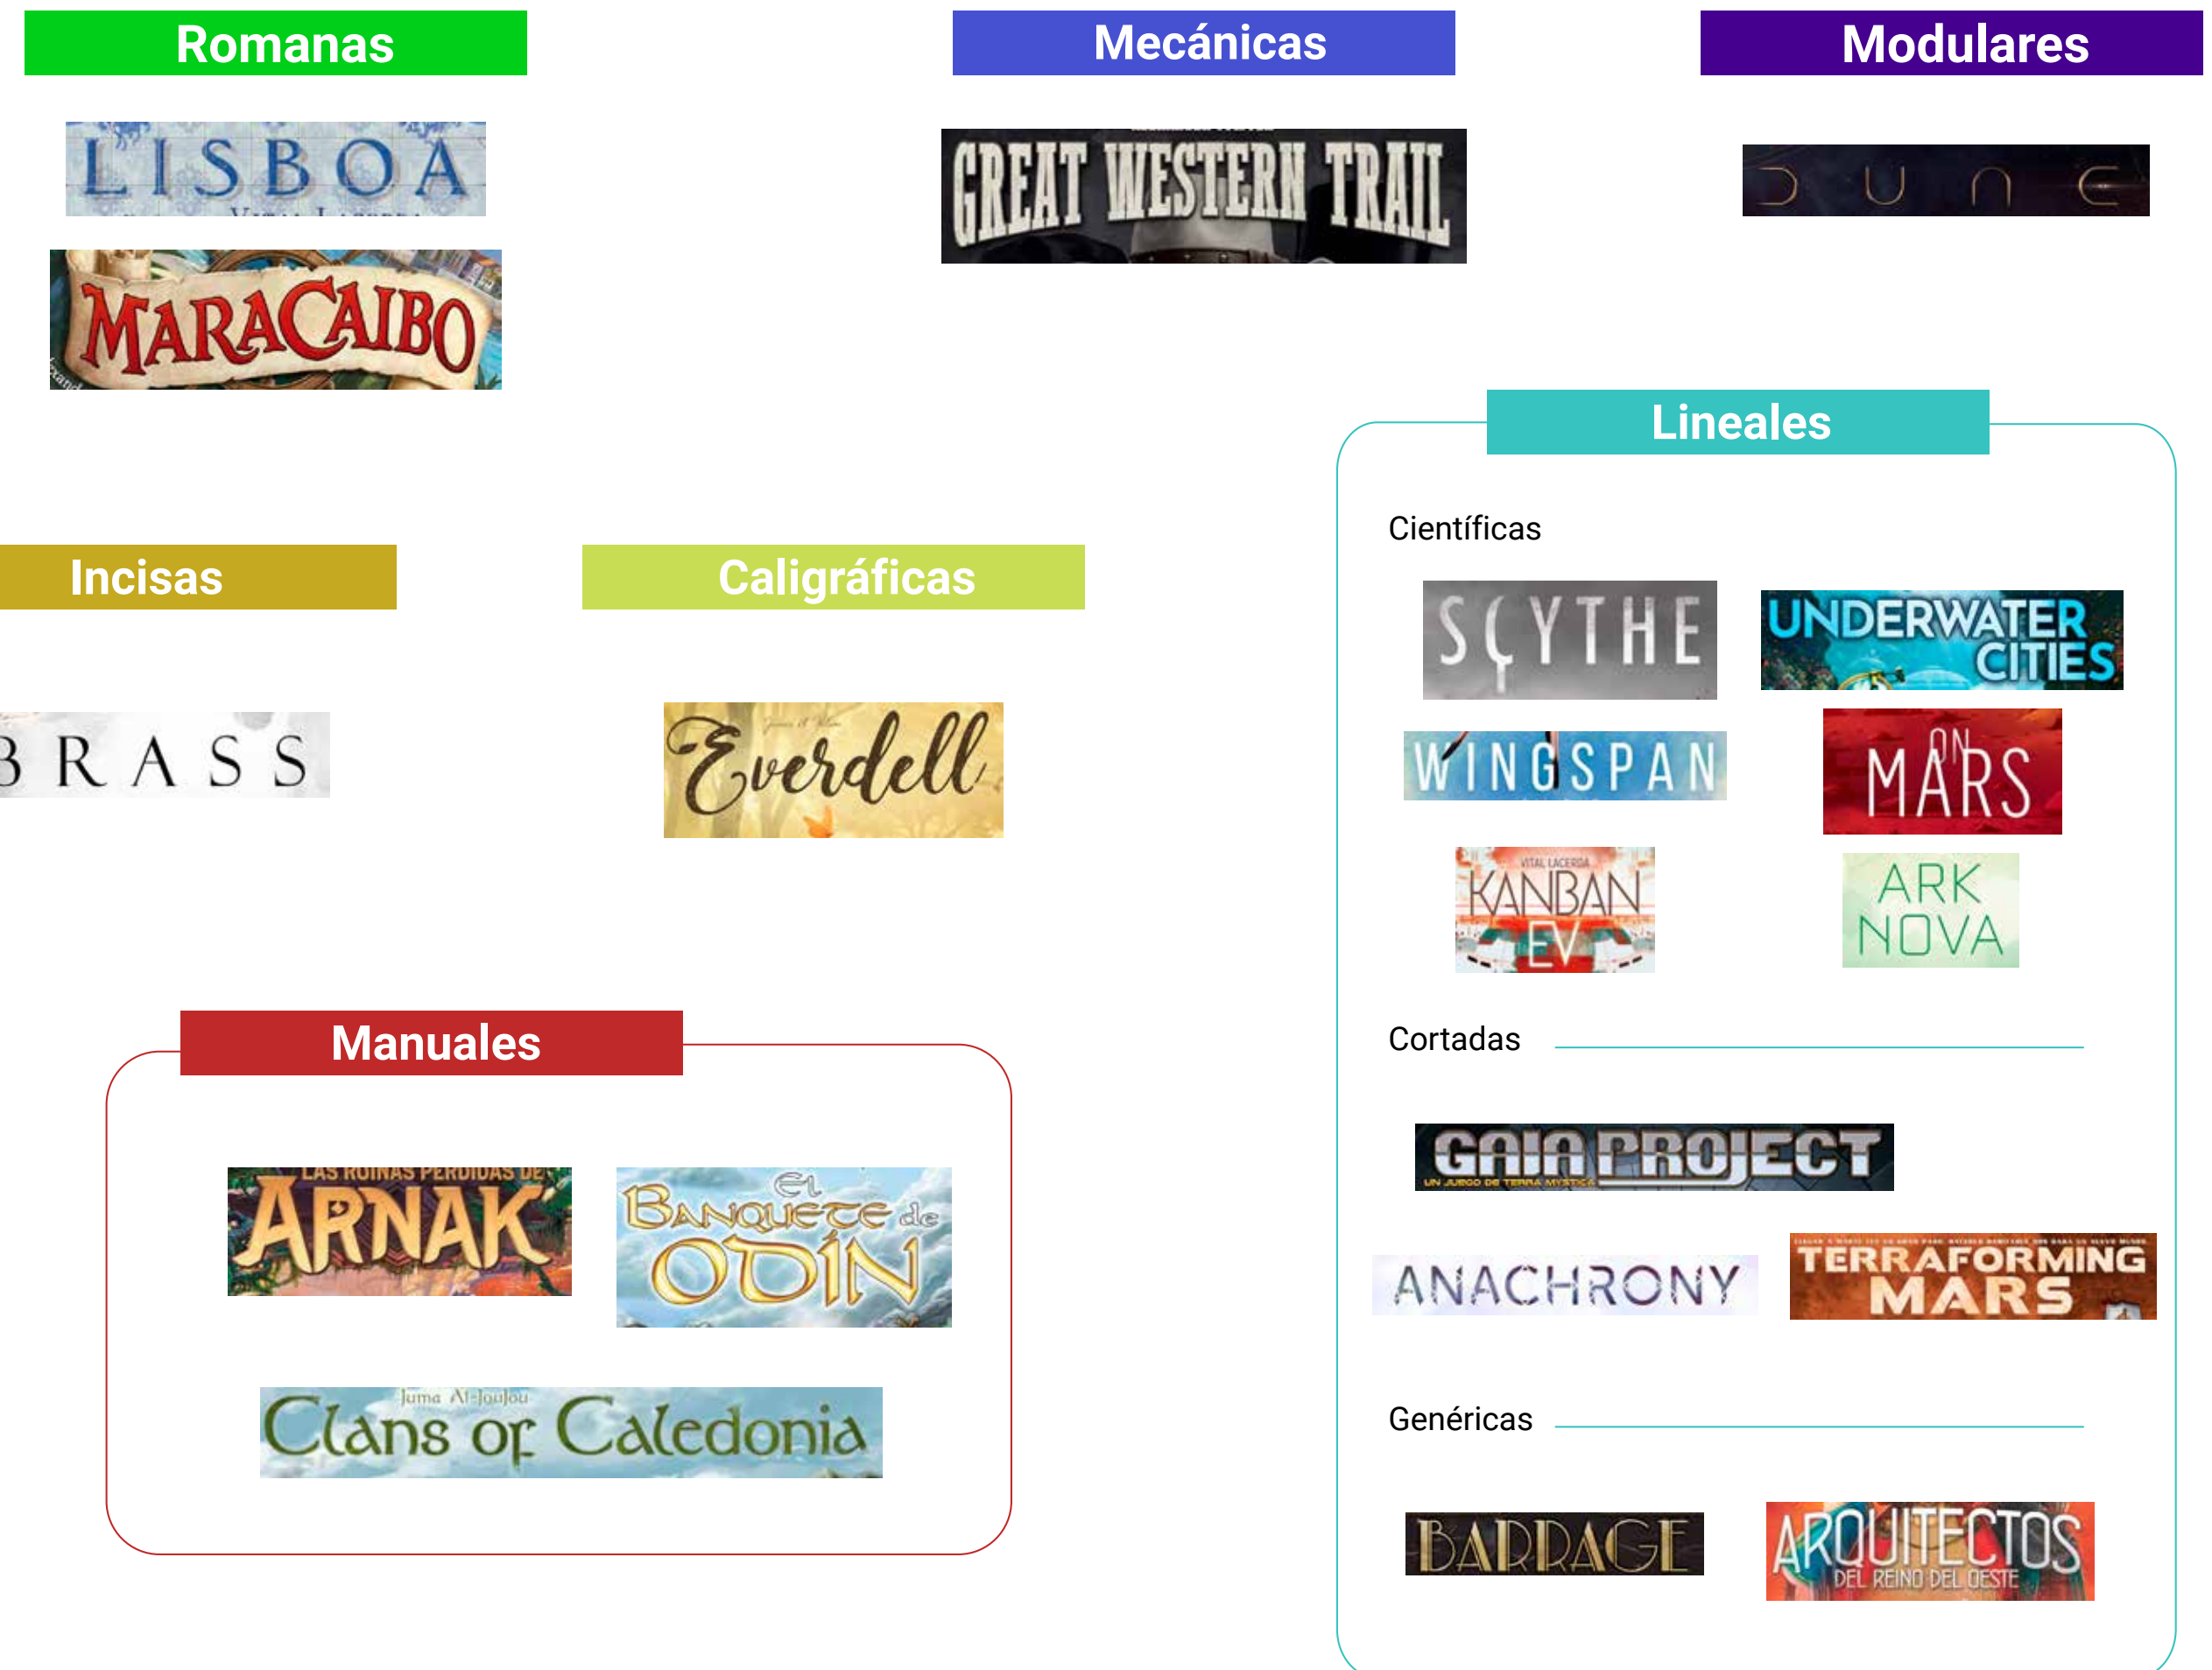 Romanas
LISBOA
MARACAIBO
Mecánicas
GREAT WESTERN TRAIL
Modulares
DUNE
Incisas
BRASS
Caligráficas
Everdell
Manuales
LAS RUINAS PERDIDAS DE
ARNAK
EL
BANQUETE de
ODÍN
Juma Al-JouJou
Clans of Caledonia
Lineales
Científicas
SCYTHE
UNDERWATER
CITIES
WINGSPAN
ON
MARS
VITAL LACERDA
KANBAN
EV
ARK
NOVA
Cortadas
GAIA PROJECT
UN JUEGO DE TERRA MYSTICA
ANACHRONY
TERRAFORMING
MARS
Genéricas
BARRAGE
ARQUITECTOS
DEL REINO DEL OESTE